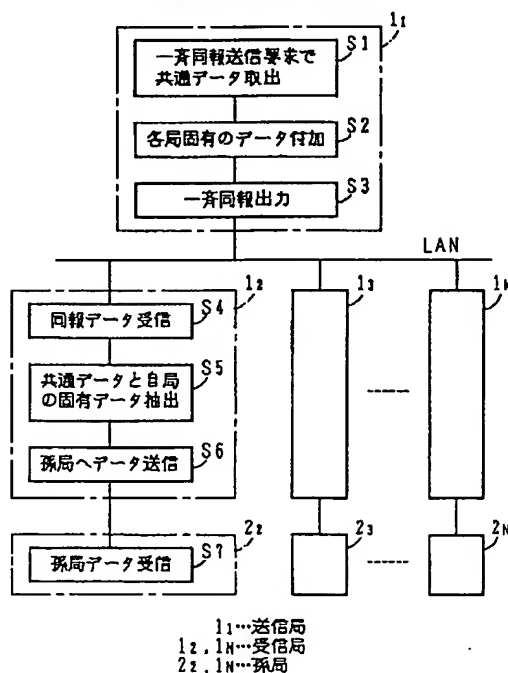 1₁
S1
一斉同報送信要求で
共通データ取出
S2
各局固有のデータ付加
S3
一斉同報出力
LAN
1₂
1₃
1N
S4
同報データ受信
S5
共通データと自局
の固有データ抽出
S6
孫局へデータ送信
2₂
2₃
2N
S7
孫局データ受信
1₁…送信局
1₂,1N…受信局
2₂,1N…孫局